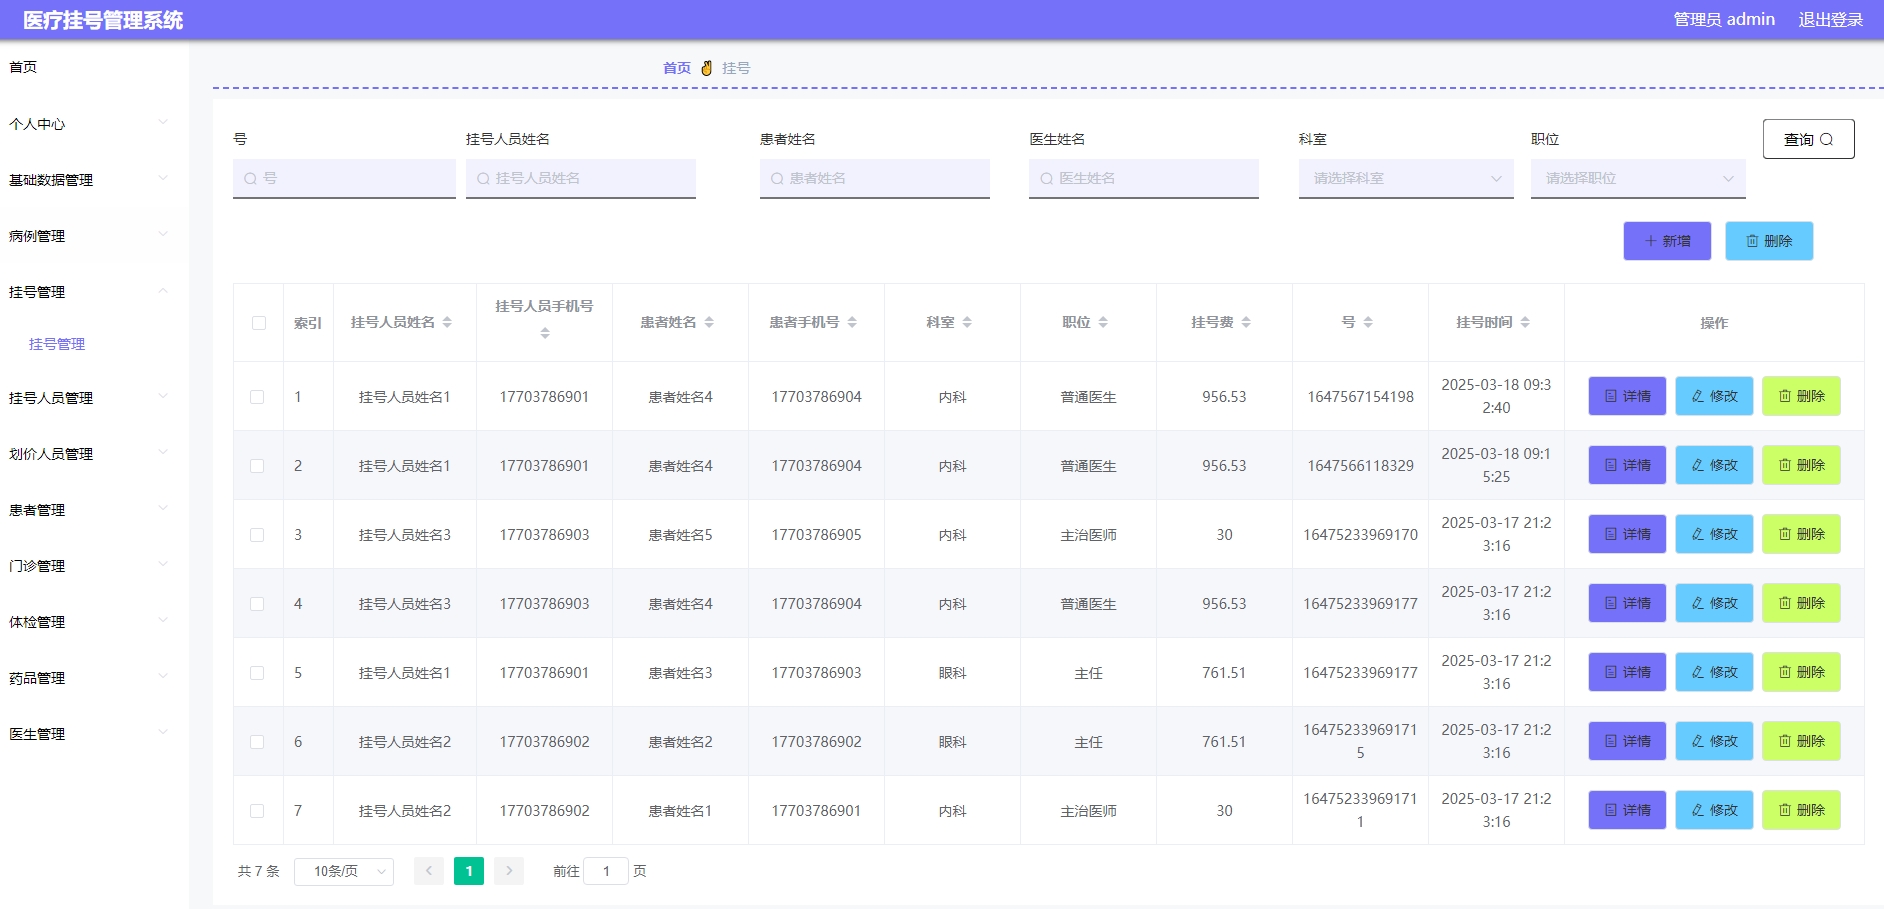 医疗挂号管理系统
管理员 admin 退出登录
首页
个人中心
基础数据管理
病例管理
挂号管理
挂号管理
挂号人员管理
划价人员管理
患者管理
门诊管理
体检管理
药品管理
医生管理
首页 挂号
号 挂号人员姓名 患者姓名 医生姓名 科室 职位 查询
号 挂号人员姓名 患者姓名 医生姓名 请选择科室 请选择职位
新增 删除
索引 挂号人员姓名 挂号人员手机号 患者姓名 患者手机号 科室 职位 挂号费 号 挂号时间 操作
1 挂号人员姓名1 17703786901 患者姓名4 17703786904 内科 普通医生 956.53 1647567154198 2025-03-18 09:3
2:40 详情 修改 删除
2 挂号人员姓名1 17703786901 患者姓名4 17703786904 内科 普通医生 956.53 1647566118329 2025-03-18 09:1
5:25 详情 修改 删除
3 挂号人员姓名3 17703786903 患者姓名5 17703786905 内科 主治医师 30 16475233969170 2025-03-17 21:2
3:16 详情 修改 删除
4 挂号人员姓名3 17703786903 患者姓名4 17703786904 内科 普通医生 956.53 16475233969177 2025-03-17 21:2
3:16 详情 修改 删除
5 挂号人员姓名1 17703786901 患者姓名3 17703786903 眼科 主任 761.51 16475233969177 2025-03-17 21:2
3:16 详情 修改 删除
6 挂号人员姓名2 17703786902 患者姓名2 17703786902 眼科 主任 761.51 16475233969171 2025-03-17 21:2
5 3:16 详情 修改 删除
7 挂号人员姓名2 17703786902 患者姓名1 17703786901 内科 主治医师 30 16475233969171 2025-03-17 21:2
1 3:16 详情 修改 删除
共 7 条 10条/页 1 前往 1 页